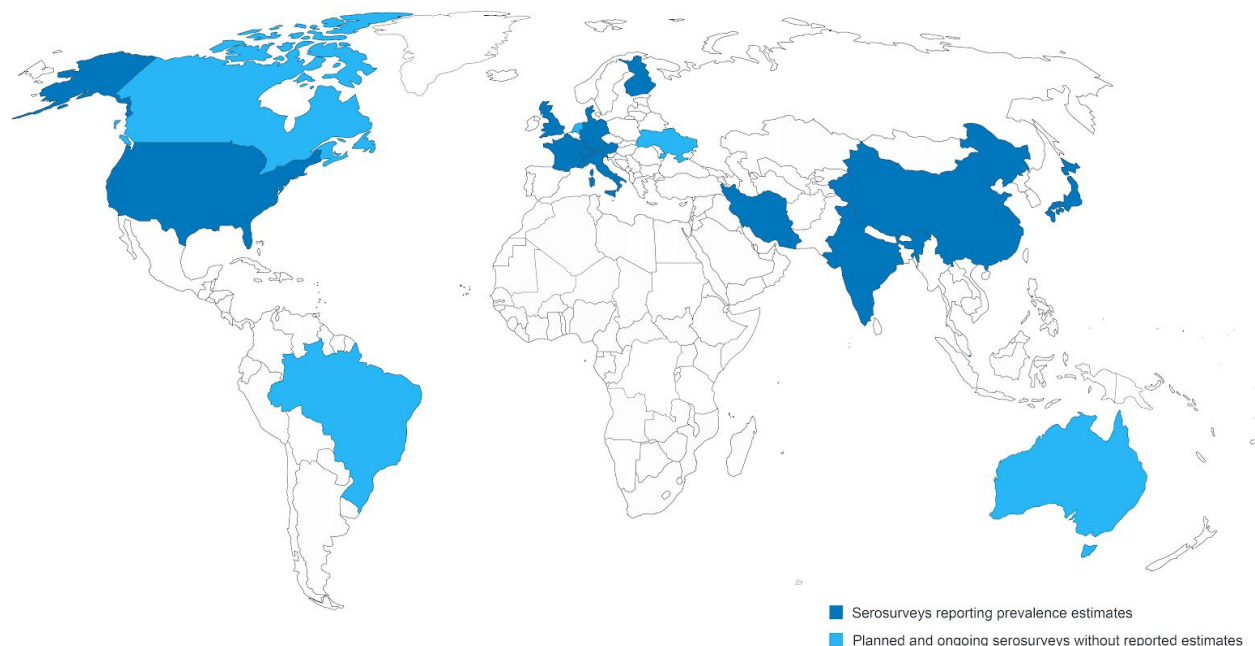 Serosurveys reporting prevalence estimates
Planned and ongoing serosurveys without reported estimates